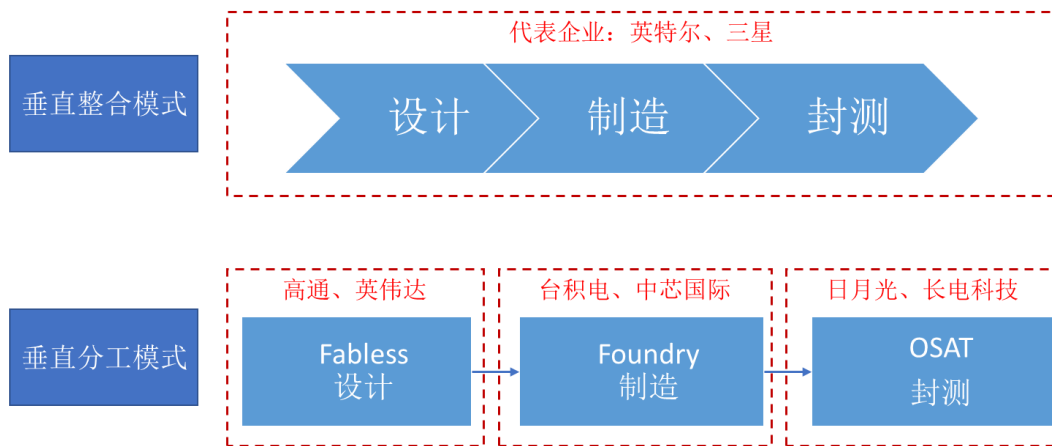 代表企业：英特尔、三星
垂直整合模式
设计
制造
封测
高通、英伟达
台积电、中芯国际
日月光、长电科技
垂直分工模式
Fabless
设计
Foundry
制造
OSAT
封测